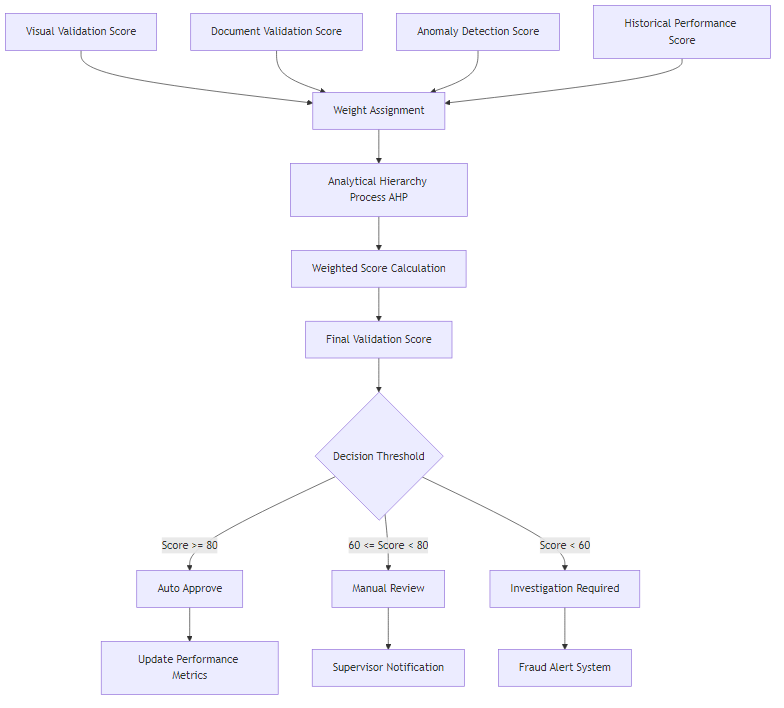 Visual Validation Score
Document Validation Score
Anomaly Detection Score
Historical Performance
Score
Weight Assignment
Analytical Hierarchy
Process AHP
Weighted Score Calculation
Final Validation Score
Decision Threshold
Score >= 80
60 <= Score < 80
Score < 60
Auto Approve
Manual Review
Investigation Required
Update Performance
Metrics
Supervisor Notification
Fraud Alert System